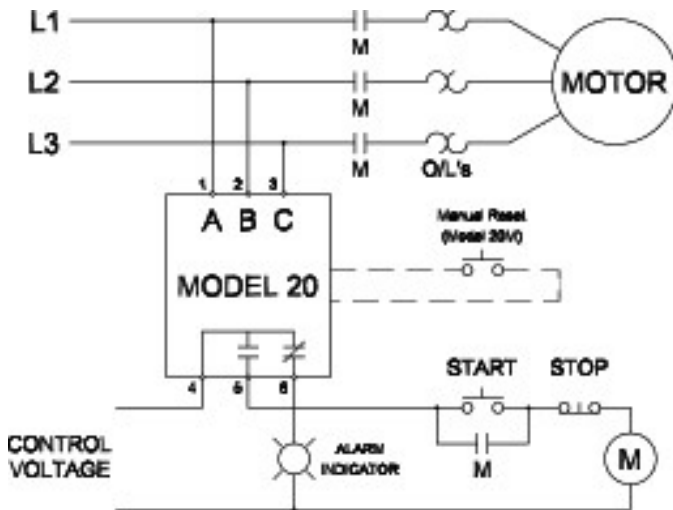 L1
M
L2
MOTOR
M
L3
M
O/L's
1 2 3
A B C
Manual Reset
(Model 20M)
MODEL 20
4 5 6
START STOP
CONTROL
VOLTAGE
ALARM
INDICATOR
M
M